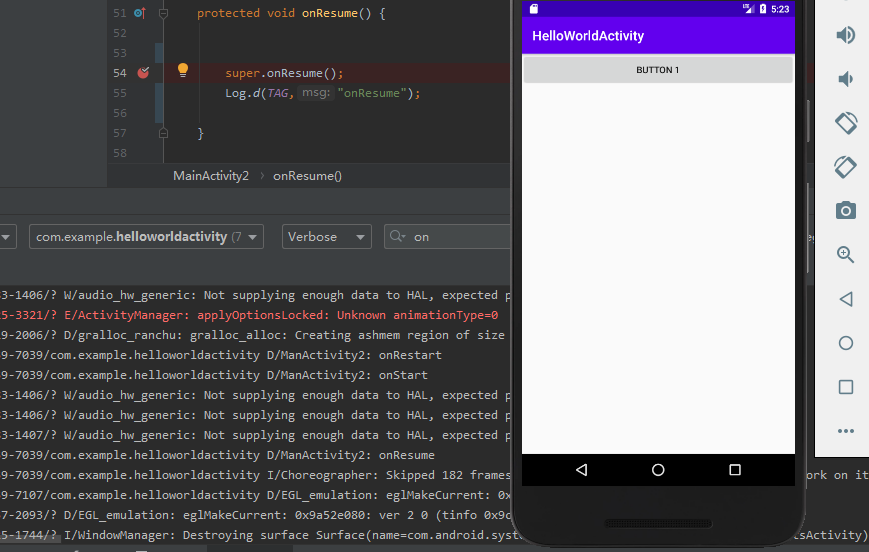 51 protected void onResume() {
52
53
54 super.onResume();
55 Log.d(TAG, msg: "onResume");
56
57 }
58
MainActivity2 › onResume()
com.example.helloworldactivity (7
Verbose
on
3-1406/? W/audio_hw_generic: Not supplying enough data to HAL, expected p
5-3321/? E/ActivityManager: applyOptionsLocked: Unknown animationType=0
9-2006/? D/gralloc_ranchu: gralloc_alloc: Creating ashmem region of size
9-7039/com.example.helloworldactivity D/ManActivity2: onRestart
9-7039/com.example.helloworldactivity D/ManActivity2: onStart
3-1406/? W/audio_hw_generic: Not supplying enough data to HAL, expected p
3-1406/? W/audio_hw_generic: Not supplying enough data to HAL, expected p
3-1407/? W/audio_hw_generic: Not supplying enough data to HAL, expected p
9-7039/com.example.helloworldactivity D/ManActivity2: onResume
9-7039/com.example.helloworldactivity I/Choreographer: Skipped 182 frames ork on it
9-7107/com.example.helloworldactivity D/EGL_emulation: eglMakeCurrent: 0x
7-2093/? D/EGL_emulation: eglMakeCurrent: 0x9a52e080: ver 2 0 (tinfo 0x9c
5-1744/? I/WindowManager: Destroying surface Surface(name=com.android.syst tsActivity)
LTE 5:23
HelloWorldActivity
BUTTON 1